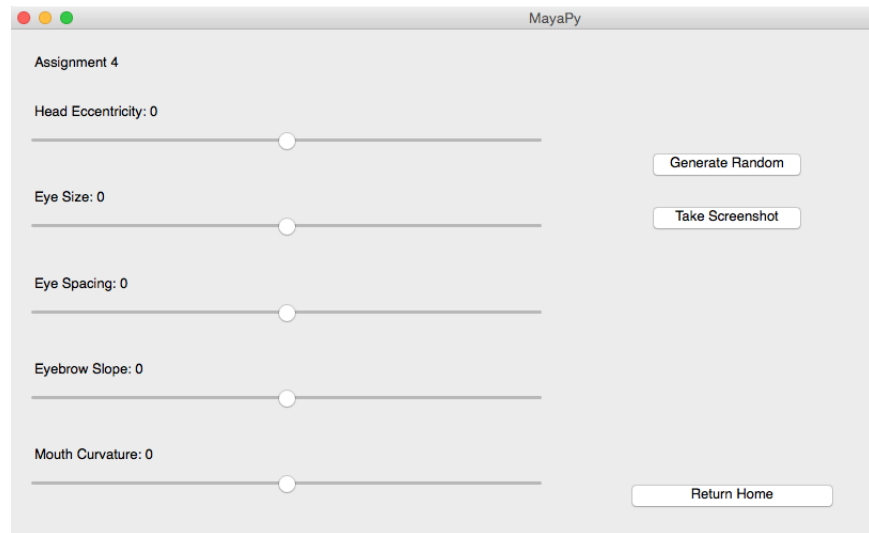 MayaPy
Assignment 4
Head Eccentricity: 0
Generate Random
Eye Size: 0
Take Screenshot
Eye Spacing: 0
Eyebrow Slope: 0
Mouth Curvature: 0
Return Home